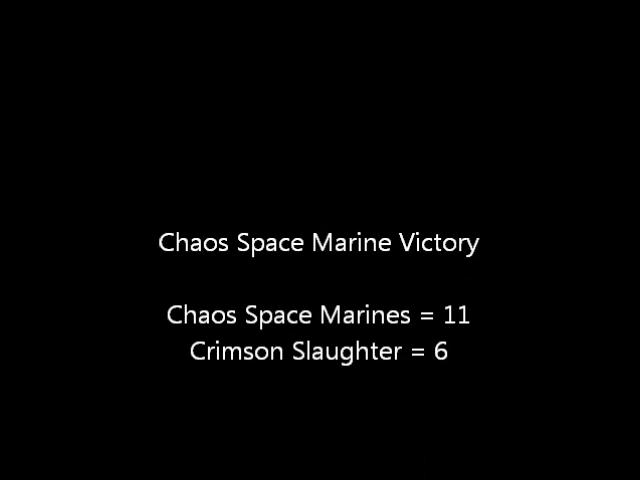 Chaos Space Marine Victory
Chaos Space Marines = 11
Crimson Slaughter = 6